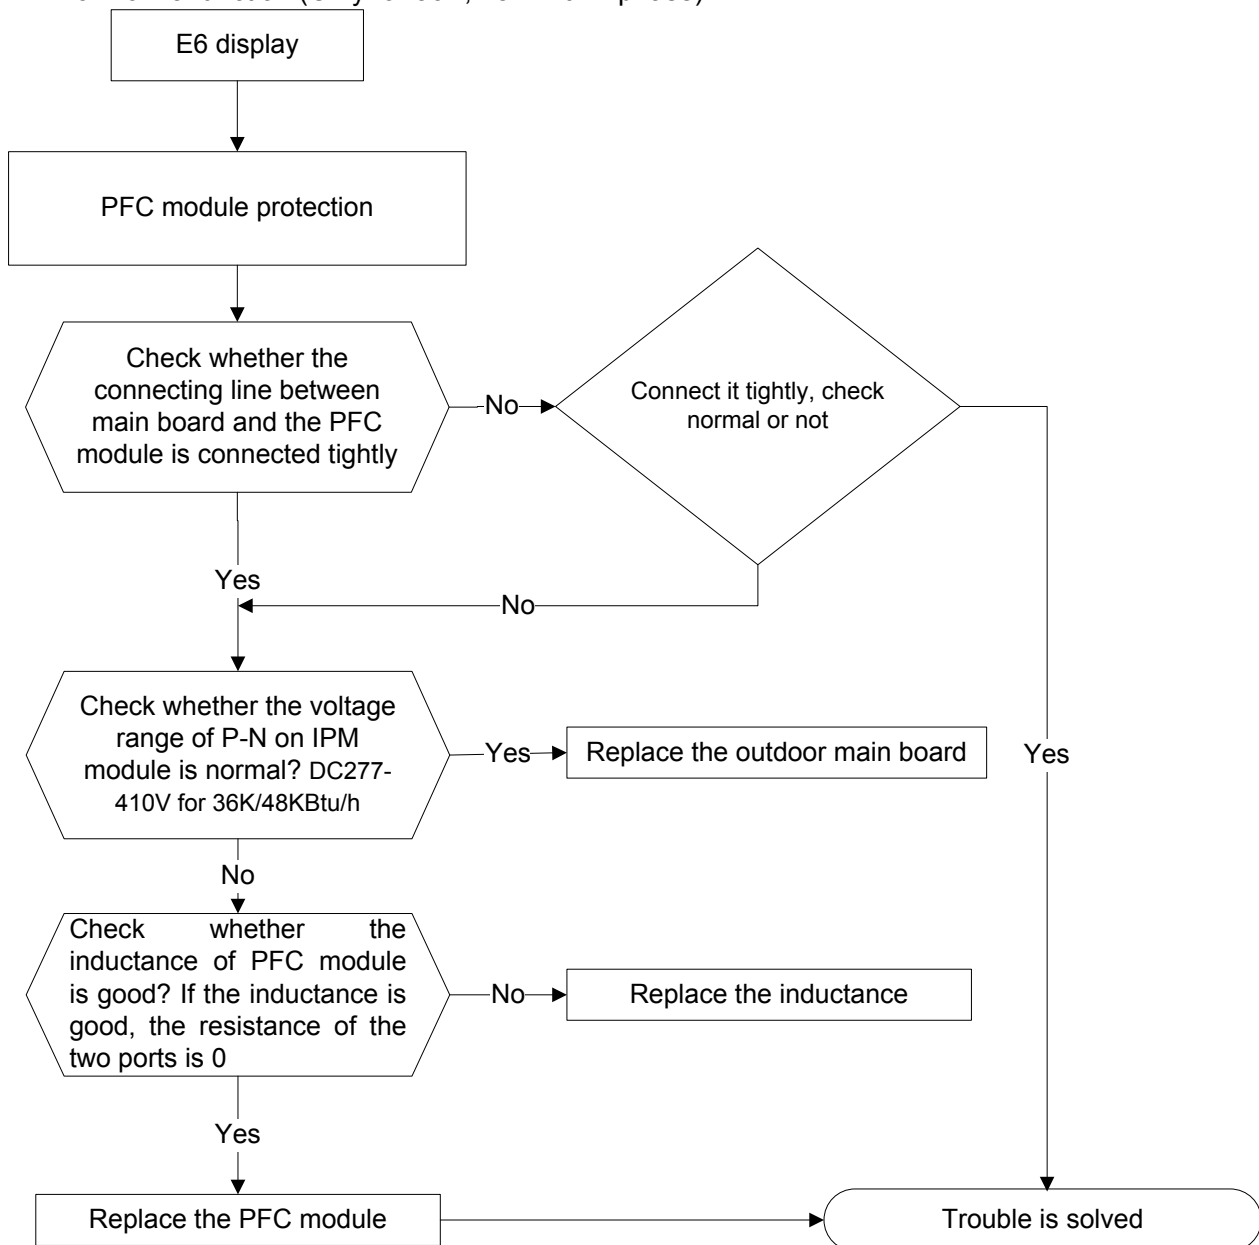 E6 display
PFC module protection
Check whether the
connecting line between
main board and the PFC
module is connected tightly
No
Connect it tightly, check
normal or not
Yes
No
Check whether the voltage
range of P-N on IPM
module is normal? DC277-
410V for 36K/48KBtu/h
Yes
Replace the outdoor main board
Yes
No
Check whether the
inductance of PFC module
is good? If the inductance is
good, the resistance of the
two ports is 0
No
Replace the inductance
Yes
Replace the PFC module
Trouble is solved